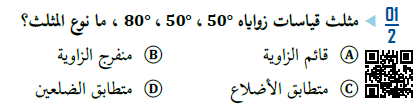 01
2
مثلث قياسات زواياه 50° ، 50° ، 80° ، ما نوع المثلث؟
A قائم الزاوية
B منفرج الزاوية
C متطابق الأضلاع
D متطابق الضلعين